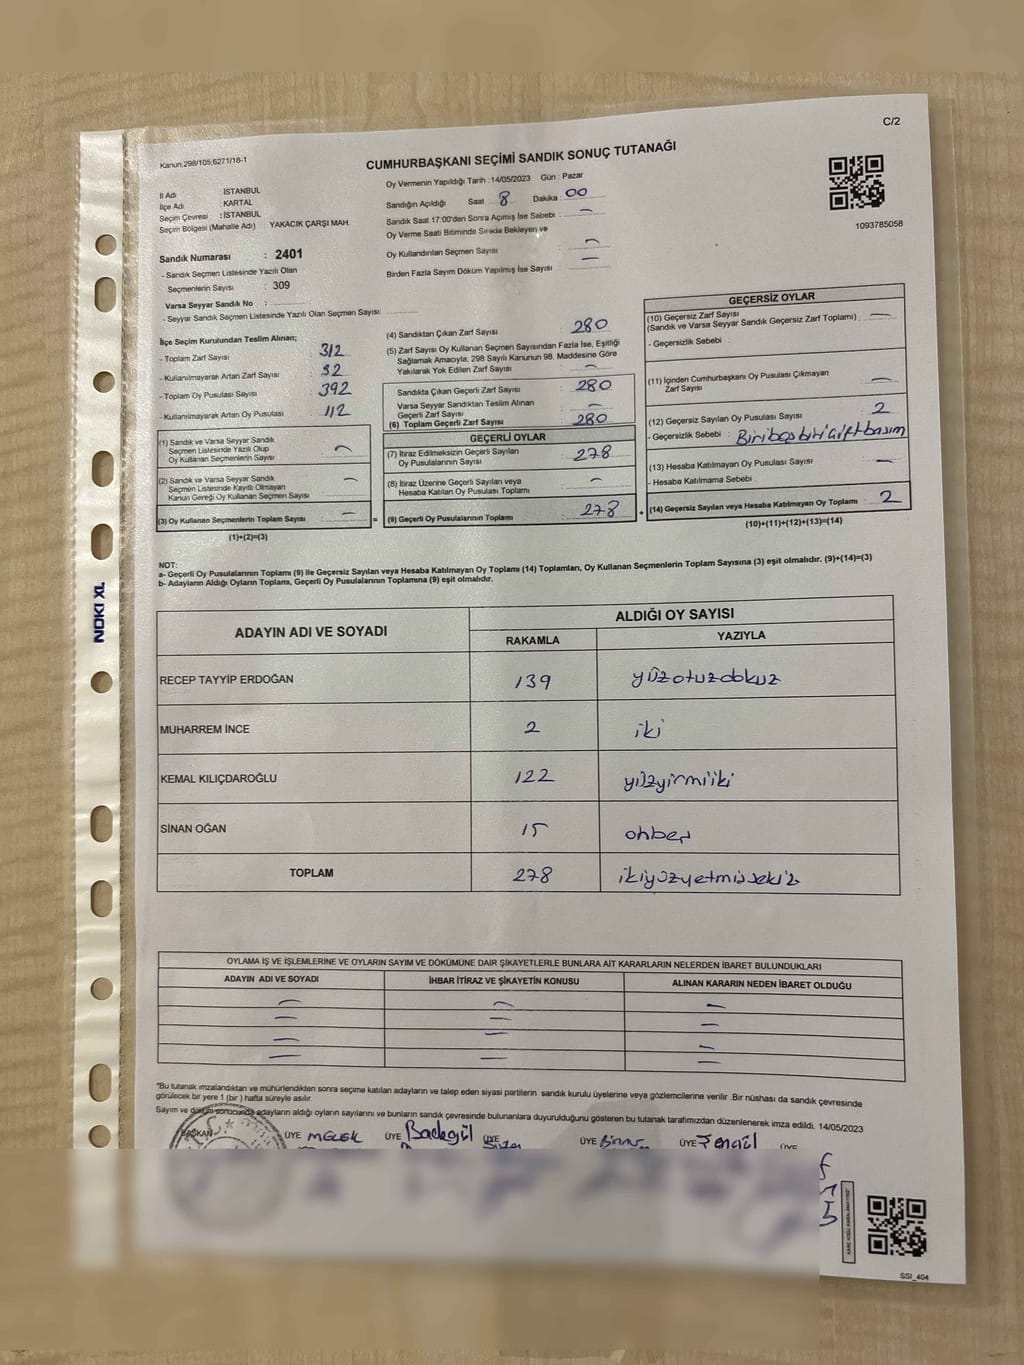 C/2
Kanun,298/105,6271/18-1
CUMHURBAŞKANI SEÇİMİ SANDIK SONUÇ TUTANAĞI
1093785058
İl Adı İSTANBUL
İlçe Adı KARTAL
Seçim Çevresi : İSTANBUL
Seçim Bölgesi (Mahalle Adı) YAKACIK ÇARŞI MAH.
Oy Vermenin Yapıldığı Tarih : 14/05/2023 Gün : Pazar
Sandığın Açıldığı Saat 8 Dakika : 00
Sandık Saat 17:00'den Sonra Açımış İse Sebebi : —
Oy Verme Saati Bitiminde Sırada Bekleyen ve
Oy Kullandırılan Seçmen Sayısı —
Birden Fazla Sayım Döküm Yapılmış İse Sayısı —
Sandık Numarası : 2401
- Sandık Seçmen Listesinde Yazılı Olan
Seçmenlerin Sayısı : 309
Varsa Seyyar Sandık No :
- Seyyar Sandık Seçmen Listesinde Yazılı Olan Seçmen Sayısı:
İlçe Seçim Kurulundan Teslim Alınan;
- Toplam Zarf Sayısı 312
- Kullanılmayarak Artan Zarf Sayısı 32
- Toplam Oy Pusulası Sayısı 392
- Kullanılmayarak Artan Oy Pusulası 112
(1) Sandık ve Varsa Seyyar Sandık
Seçmen Listesinde Yazılı Olup
Oy Kullanan Seçmenlerin Sayısı —
(2) Sandık ve Varsa Seyyar Sandık
Seçmen Listesinde Kayıtlı Olmayan
Kanun Gereği Oy Kullanan Seçmen Sayısı —
(3) Oy Kullanan Seçmenlerin Toplam Sayısı —
(1)+(2)=(3)
(4) Sandıktan Çıkan Zarf Sayısı 280
(5) Zarf Sayısı Oy Kullanan Seçmen Sayısından Fazla İse, Eşitliği
Sağlamak Amacıyla, 298 Sayılı Kanunun 98. Maddesine Göre
Yakılarak Yok Edilen Zarf Sayısı —
Sandıkta Çıkan Geçerli Zarf Sayısı 280
Varsa Seyyar Sandıktan Teslim Alınan
Geçerli Zarf Sayısı —
(6) Toplam Geçerli Zarf Sayısı 280
GEÇERLİ OYLAR
(7) İtiraz Edilmeksizin Geçerli Sayılan
Oy Pusulalarının Sayısı 278
(8) İtiraz Üzerine Geçerli Sayılan veya
Hesaba Katılan Oy Pusulası Toplamı —
= (9) Geçerli Oy Pusulalarının Toplamı 278
GEÇERSİZ OYLAR
(10) Geçersiz Zarf Sayısı
(Sandık ve Varsa Seyyar Sandık Geçersiz Zarf Toplamı) : —
- Geçersizlik Sebebi :
(11) İçinden Cumhurbaşkanı Oy Pusulası Çıkmayan
Zarf Sayısı —
(12) Geçersiz Sayılan Oy Pusulası Sayısı 2
- Geçersizlik Sebebi : Biri boş biri çift basım
(13) Hesaba Katılmayan Oy Pusulası Sayısı —
- Hesaba Katılmama Sebebi
+ (14) Geçersiz Sayılan veya Hesaba Katılmayan Oy Toplamı 2
(10)+(11)+(12)+(13)=(14)
NOT:
a- Geçerli Oy Pusulalarının Toplamı (9) ile Geçersiz Sayılan veya Hesaba Katılmayan Oy Toplamı (14) Toplamları, Oy Kullanan Seçmenlerin Toplam Sayısına (3) eşit olmalıdır. (9)+(14)=(3)
b- Adayların Aldığı Oyların Toplamı, Geçerli Oy Pusulalarının Toplamına (9) eşit olmalıdır.
ADAYIN ADI VE SOYADI ALDIĞI OY SAYISI
RAKAMLA YAZIYLA
RECEP TAYYİP ERDOĞAN 139 yüzotuzdokuz
MUHARREM İNCE 2 iki
KEMAL KILIÇDAROĞLU 122 yüzyirmiiki
SİNAN OĞAN 15 onbeş
TOPLAM 278 ikiyüzyetmişsekiz
OYLAMA İŞ VE İŞLEMLERİNE VE OYLARIN SAYIM VE DÖKÜMÜNE DAİR ŞİKAYETLERLE BUNLARA AİT KARARLARIN NELERDEN İBARET BULUNDUKLARI
ADAYIN ADI VE SOYADI İHBAR İTİRAZ VE ŞİKAYETİN KONUSU ALINAN KARARIN NEDEN İBARET OLDUĞU
— — —
— — —
— — —
— — —
*Bu tutanak imzalandıktan ve mühürlendikten sonra seçime katılan adayların ve talep eden siyasi partilerin sandık kurulu üyelerine veya gözlemcilerine verilir .Bir nüshası da sandık çevresinde
görülecek bir yere 1 (bir ) hafta süreyle asılır.
Sayım ve döküm sonucunda adayların aldığı oyların sayılarını ve bunların sandık çevresinde bulunanlara duyurulduğunu gösteren bu tutanak tarafımızdan düzenlenerek imza edildi. 14/05/2023
BAŞKAN ÜYE MELEK ÜYE Badegül ÜYE ÜYE ÜYE Şengül ÜYE
SSI_404
NOKI XL